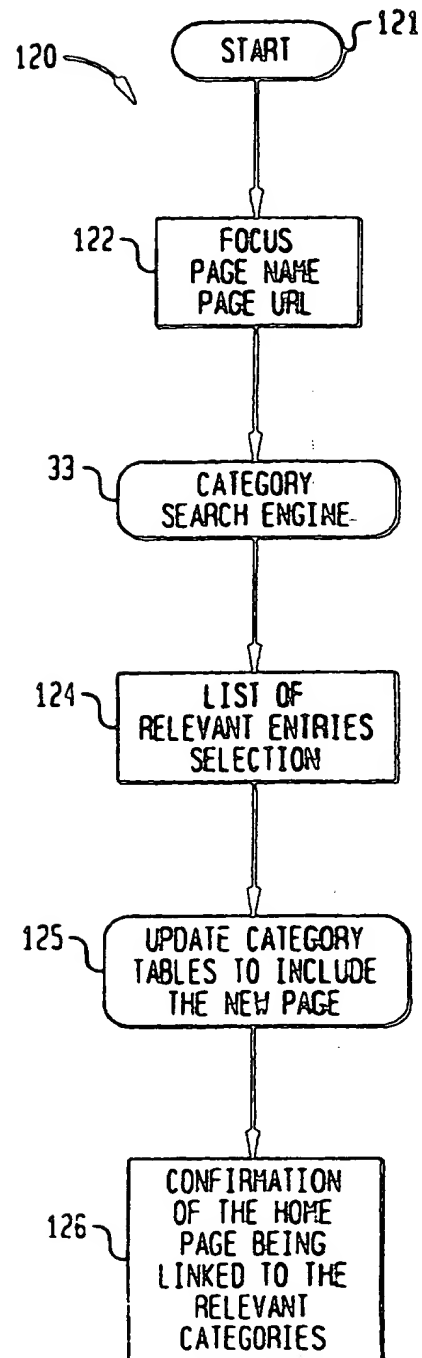 120
START
121
122
FOCUS
PAGE NAME
PAGE URL
33
CATEGORY
SEARCH ENGINE
124
LIST OF
RELEVANT ENTRIES
SELECTION
125
UPDATE CATEGORY
TABLES TO INCLUDE
THE NEW PAGE
126
CONFIRMATION
OF THE HOME
PAGE BEING
LINKED TO THE
RELEVANT
CATEGORIES